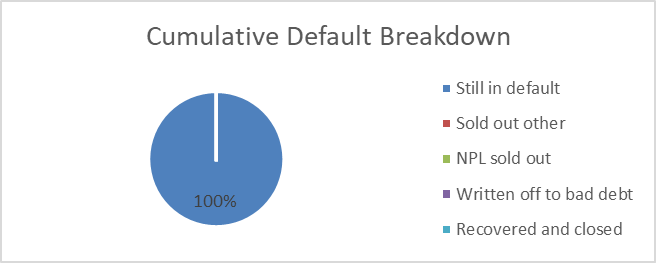 Cumulative Default Breakdown
100%
Still in default
Sold out other
NPL sold out
Written off to bad debt
Recovered and closed